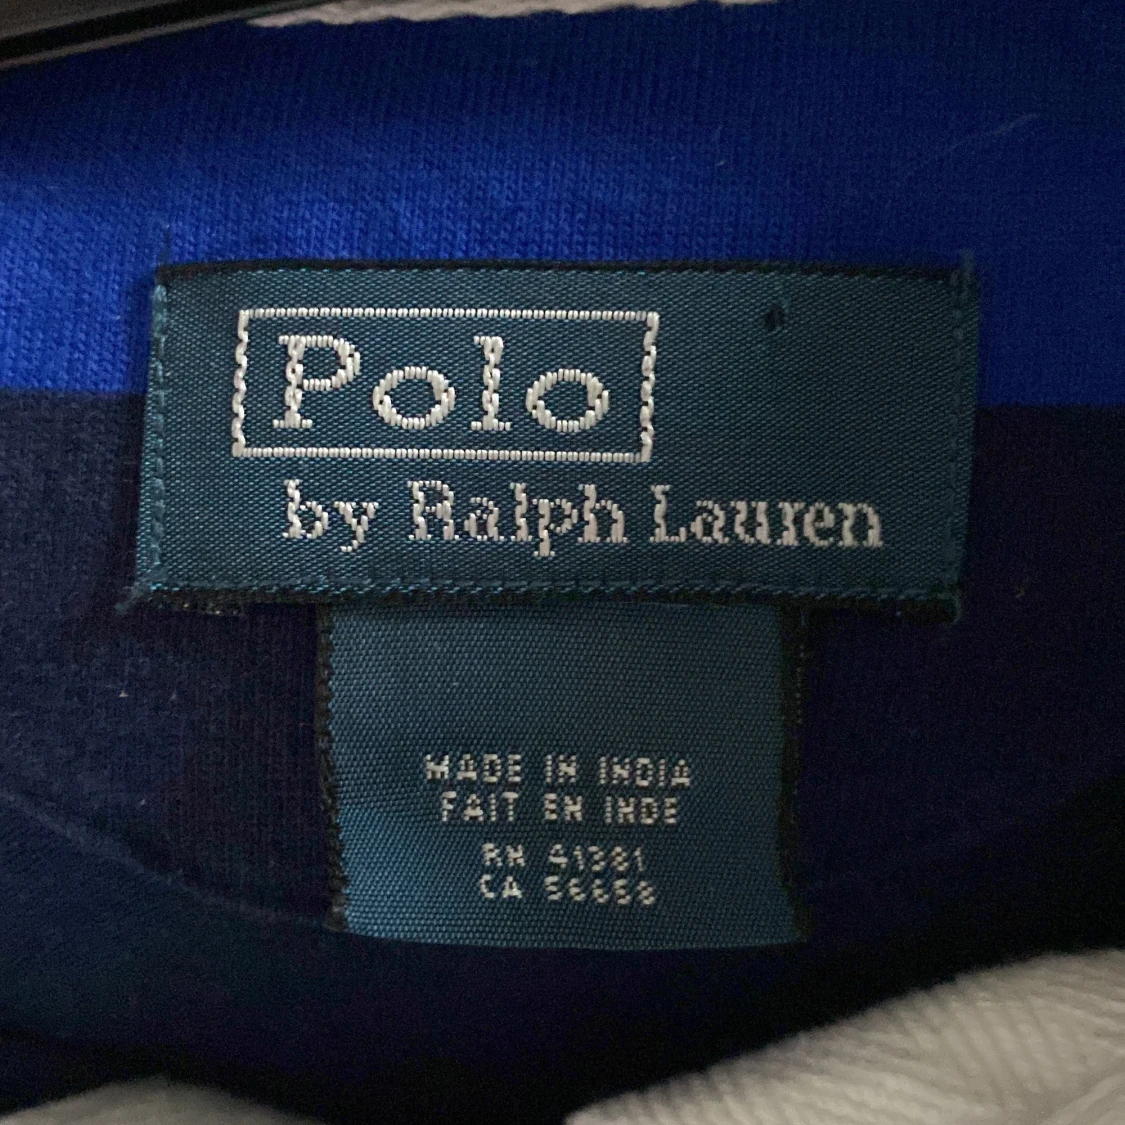 Polo
by Ralph Lauren
MADE IN INDIA
FAIT EN INDE
RN 41381
CA 56658